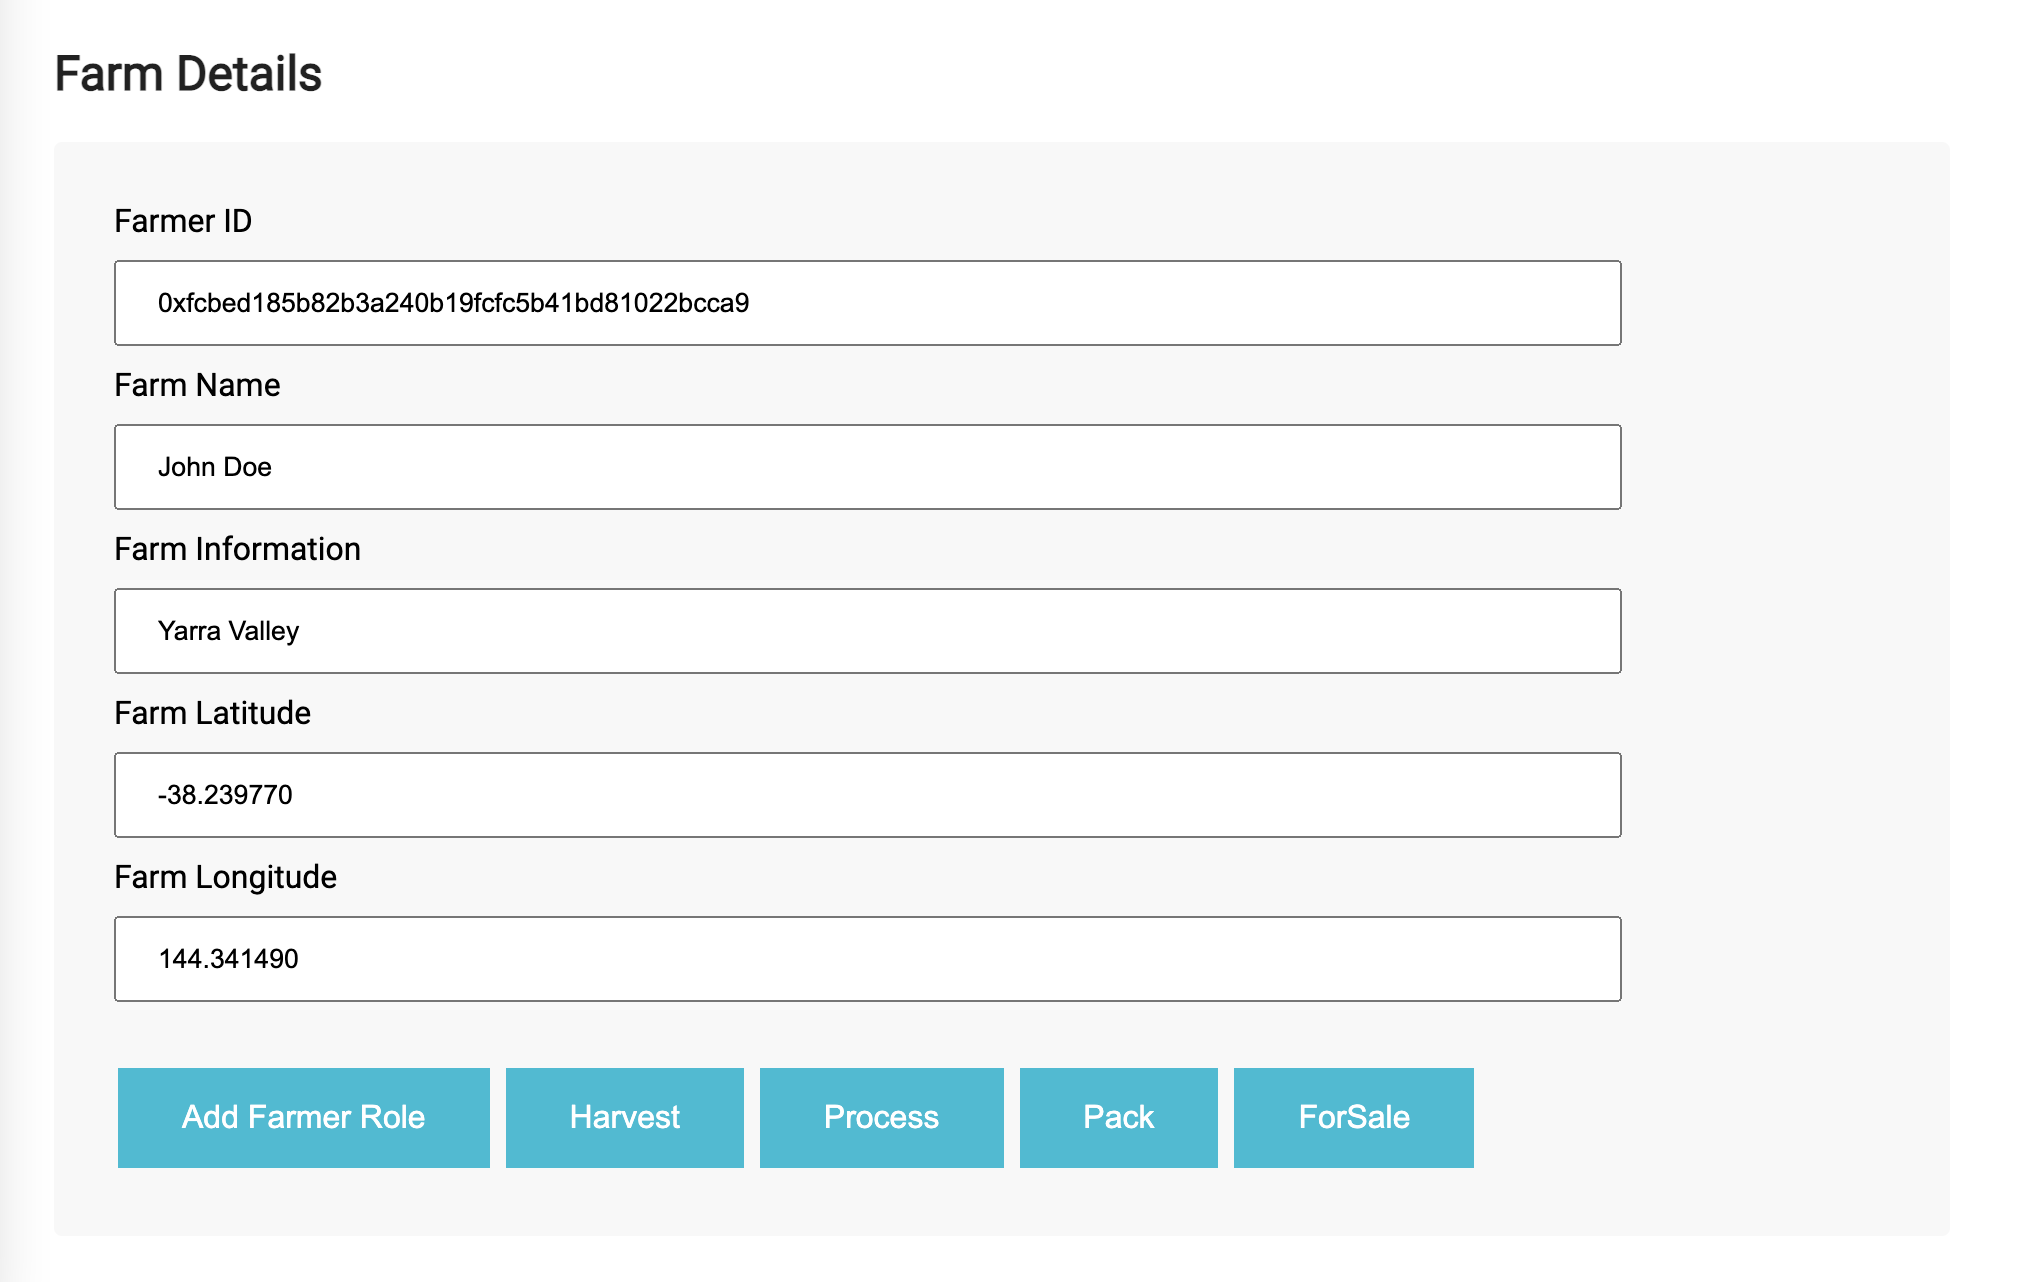 Farm Details
Farmer ID
0xfcbed185b82b3a240b19fcfc5b41bd81022bcca9
Farm Name
John Doe
Farm Information
Yarra Valley
Farm Latitude
-38.239770
Farm Longitude
144.341490
Add Farmer Role Harvest Process Pack ForSale